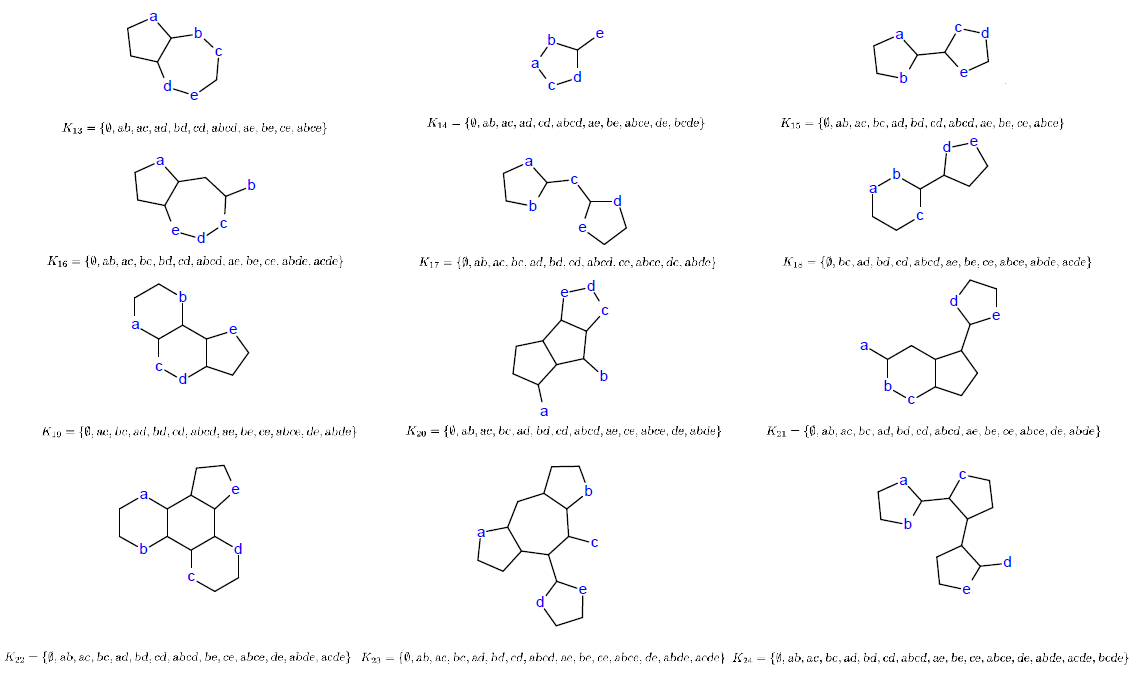 a
b
c
d
e
b
e
a
c
d
a
b
c
d
e
K₁₃ = {∅, ab, ac, ad, bd, cd, abcd, ae, be, ce, abce}
K₁₄ = {∅, ab, ac, ad, cd, abcd, ae, be, abce, de, bcde}
K₁₅ = {∅, ab, ac, bc, ad, bd, cd, abcd, ae, be, ce, abce}
a
b
c
d
e
a
b
c
d
e
a
b
c
d
e
K₁₆ = {∅, ab, ac, bc, bd, cd, abcd, ae, be, ce, abde, acde}
K₁₇ = {∅, ab, ac, bc, ad, bd, cd, abcd, ce, abce, de, abde}
K₁₈ = {∅, bc, ad, bd, cd, abcd, ae, be, ce, abce, abde, acde}
b
a
e
c
d
e
d
c
b
a
d
e
a
b
c
K₁₉ = {∅, ac, bc, ad, bd, cd, abcd, ae, be, ce, abce, de, abde}
K₂₀ = {∅, ab, ac, bc, ad, bd, cd, abcd, ae, ce, abce, de, abde}
K₂₁ = {∅, ab, ac, bc, ad, bd, cd, abcd, ae, be, ce, abce, de, abde}
a
e
b
d
c
b
a
c
d
e
a
c
b
d
e
K₂₂ = {∅, ab, ac, bc, ad, bd, cd, abcd, be, ce, abce, de, abde, acde}
K₂₃ = {∅, ab, ac, bc, ad, bd, cd, abcd, ae, be, ce, abce, de, abde, acde}
K₂₄ = {∅, ab, ac, bc, ad, bd, cd, abcd, ae, be, ce, abce, de, abde, acde, bcde}